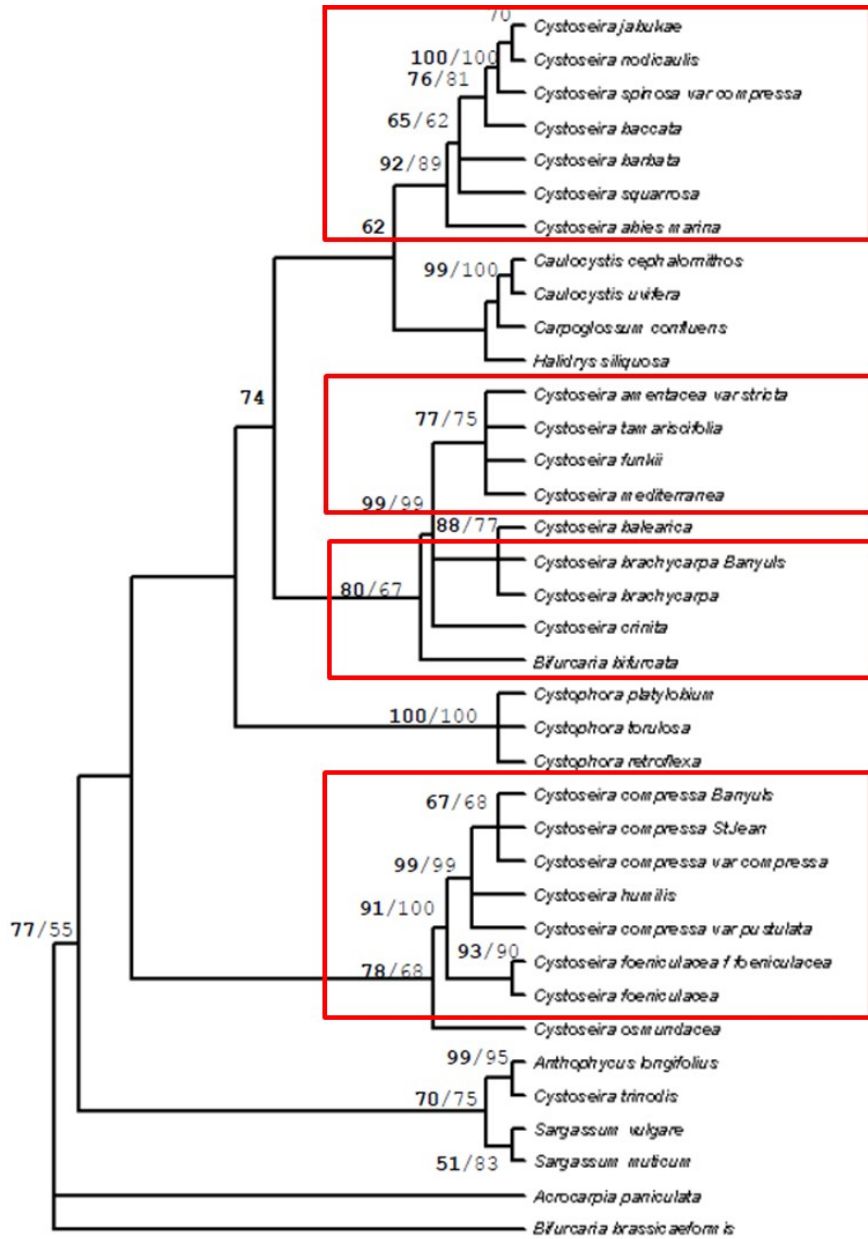 70
Cystoseira jabukae
100/100
Cystoseira nodicaulis
76/81
Cystoseira spinosa var compressa
65/62
Cystoseira baccata
92/89
Cystoseira barbata
Cystoseira squarrosa
62
Cystoseira abies marina
99/100
Caulocystis cephalornithos
Caulocystis uvifera
Carpoglossum confluens
Halidrys siliquosa
74
Cystoseira amentacea var stricta
77/75
Cystoseira tamariscifolia
Cystoseira funkii
99/99
Cystoseira mediterranea
88/77
Cystoseira balearica
Cystoseira brachycarpa Banyuls
80/67
Cystoseira brachycarpa
Cystoseira crinita
Bifurcaria bifurcata
Cystophora platylobium
100/100
Cystophora torulosa
Cystophora retroflexa
67/68
Cystoseira compressa Banyuls
Cystoseira compressa StJean
99/99
Cystoseira compressa var compressa
Cystoseira humilis
91/100
Cystoseira compressa var pustulata
77/55
93/90
Cystoseira foeniculacea f foeniculacea
78/68
Cystoseira foeniculacea
Cystoseira osmundacea
99/95
Anthophycus longifolius
70/75
Cystoseira trinodis
Sargassum vulgare
51/83
Sargassum muticum
Acrocarpia paniculata
Bifurcaria brassicaeformis